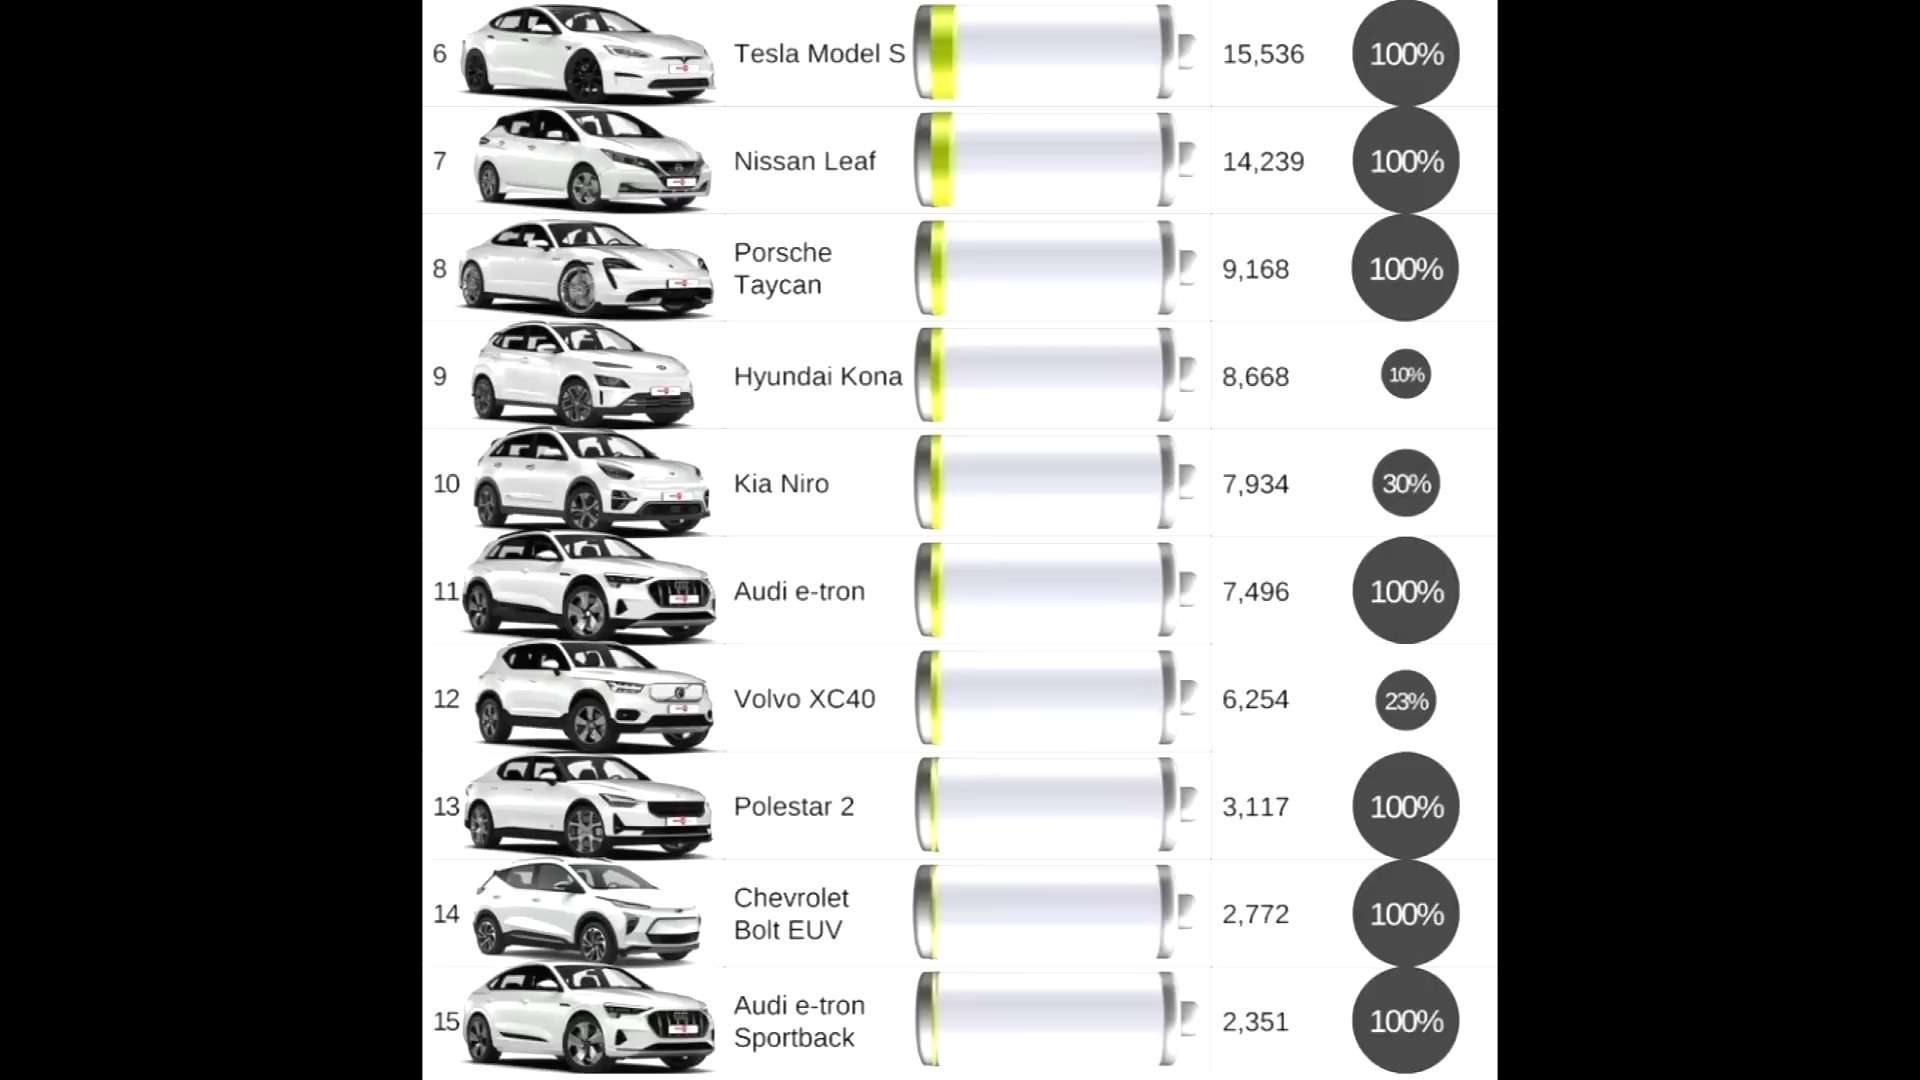 6 Tesla Model S 15,536 100%
7 Nissan Leaf 14,239 100%
8 Porsche
Taycan 9,168 100%
9 Hyundai Kona 8,668 10%
10 Kia Niro 7,934 30%
11 Audi e-tron 7,496 100%
12 Volvo XC40 6,254 23%
13 Polestar 2 3,117 100%
14 Chevrolet
Bolt EUV 2,772 100%
15 Audi e-tron
Sportback 2,351 100%